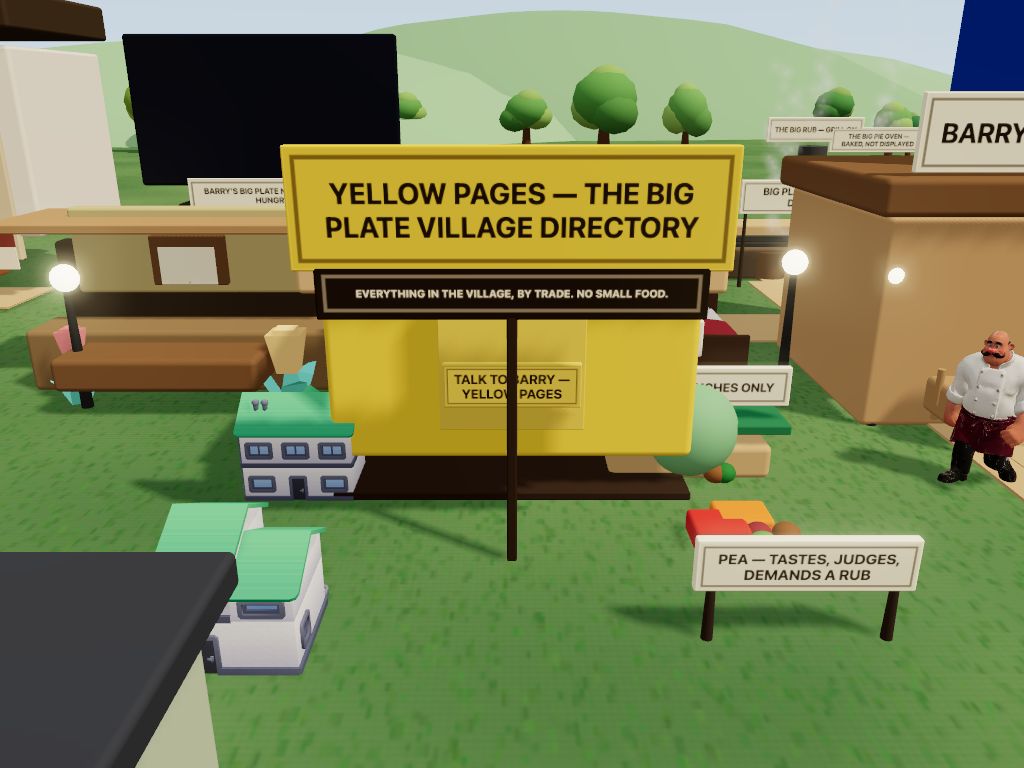 THE BIG RUB —
THE BIG PIE OVEN —
BAKED, NOT DISPLAYED
BARRY
BARRY'S BIG PLATE
HUNGR
BIG PL
YELLOW PAGES — THE BIG
PLATE VILLAGE DIRECTORY
EVERYTHING IN THE VILLAGE, BY TRADE. NO SMALL FOOD.
TALK TO BARRY —
YELLOW PAGES
CHES ONLY
PEA — TASTES, JUDGES,
DEMANDS A RUB